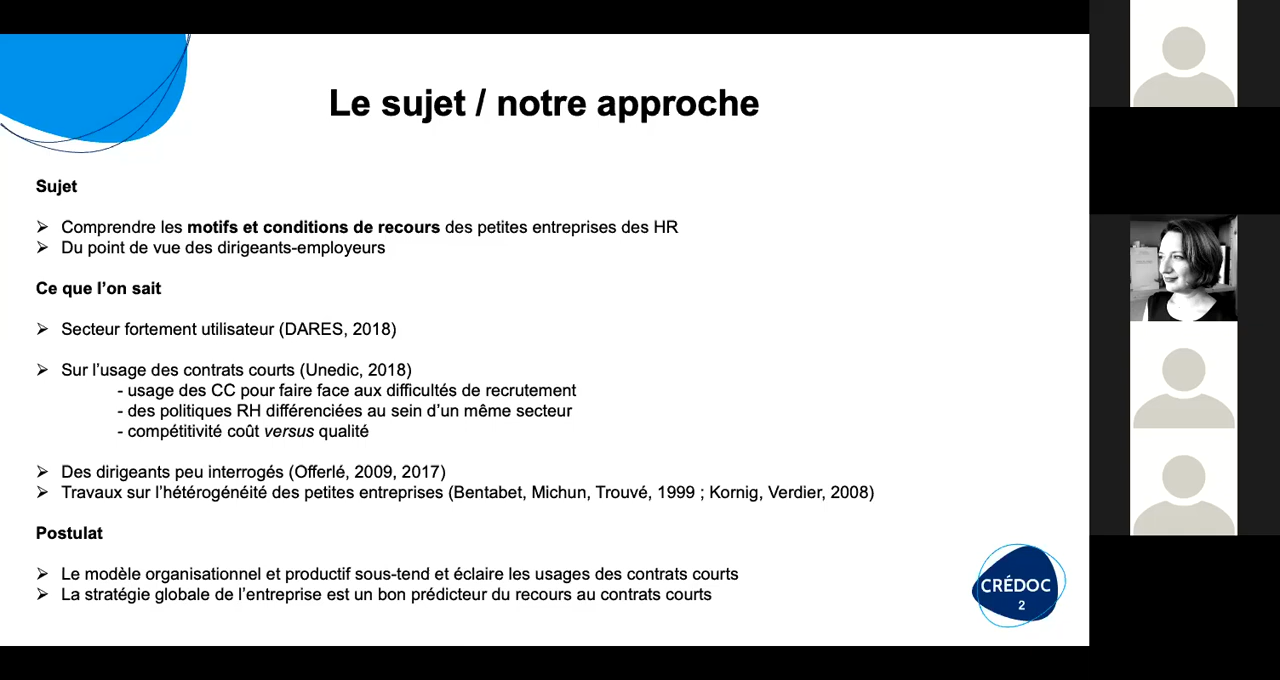 Le sujet / notre approche
Sujet
➢ Comprendre les motifs et conditions de recours des petites entreprises des HR
➢ Du point de vue des dirigeants-employeurs
Ce que l’on sait
➢ Secteur fortement utilisateur (DARES, 2018)
➢ Sur l’usage des contrats courts (Unedic, 2018)
- usage des CC pour faire face aux difficultés de recrutement
- des politiques RH différenciées au sein d’un même secteur
- compétitivité coût versus qualité
➢ Des dirigeants peu interrogés (Offerlé, 2009, 2017)
➢ Travaux sur l’hétérogénéité des petites entreprises (Bentabet, Michun, Trouvé, 1999 ; Kornig, Verdier, 2008)
Postulat
➢ Le modèle organisationnel et productif sous-tend et éclaire les usages des contrats courts
➢ La stratégie globale de l’entreprise est un bon prédicteur du recours au contrats courts
CRÉDOC
2